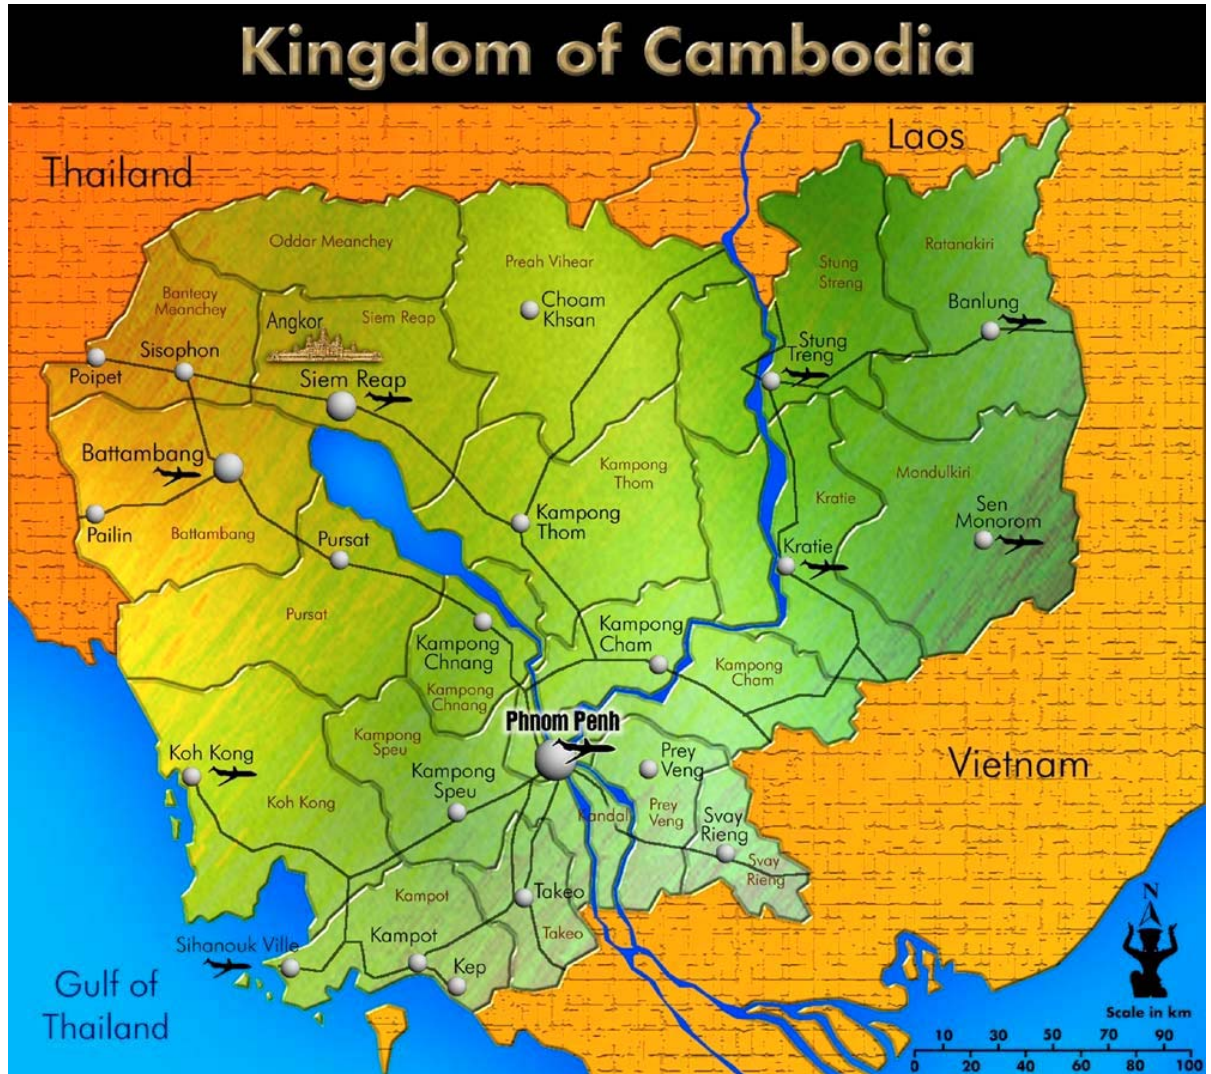 Kingdom of Cambodia
Laos
Thailand
Oddar Meanchey
Ratanakiri
Preah Vihear
Stung
Streng
Banteay
Meanchey
Choam
Khsan
Banlung
Angkor
Siem Reap
Sisophon
Stung
Treng
Poipet
Siem Reap
Battambang
Kampong
Thom
Mondulkiri
Kratie
Sen
Monorom
Kampong
Thom
Pailin
Battambang
Pursat
Kratie
Pursat
Kampong
Cham
Kampong
Chnang
Kampong
Cham
Kampong
Chnang
Phnom Penh
Kampong
Speu
Koh Kong
Prey
Veng
Vietnam
Kampong
Speu
Koh Kong
Kandal
Prey
Veng
Svay
Rieng
Svay
Rieng
Kampot
Takeo
Kampot
Takeo
Sihanouk Ville
Kep
Gulf of
Thailand
N
Scale in km
10 30 50 70 90
0 20 40 60 80 100